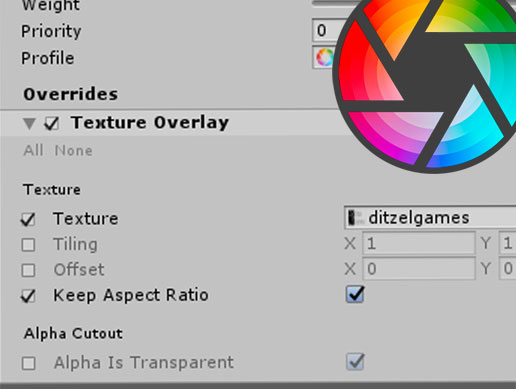 Weight
Priority 0
Profile
Overrides
Texture Overlay
All None
Texture
Texture ditzelgames
Tiling X 1 Y 1
Offset X 0 Y 0
Keep Aspect Ratio
Alpha Cutout
Alpha Is Transparent